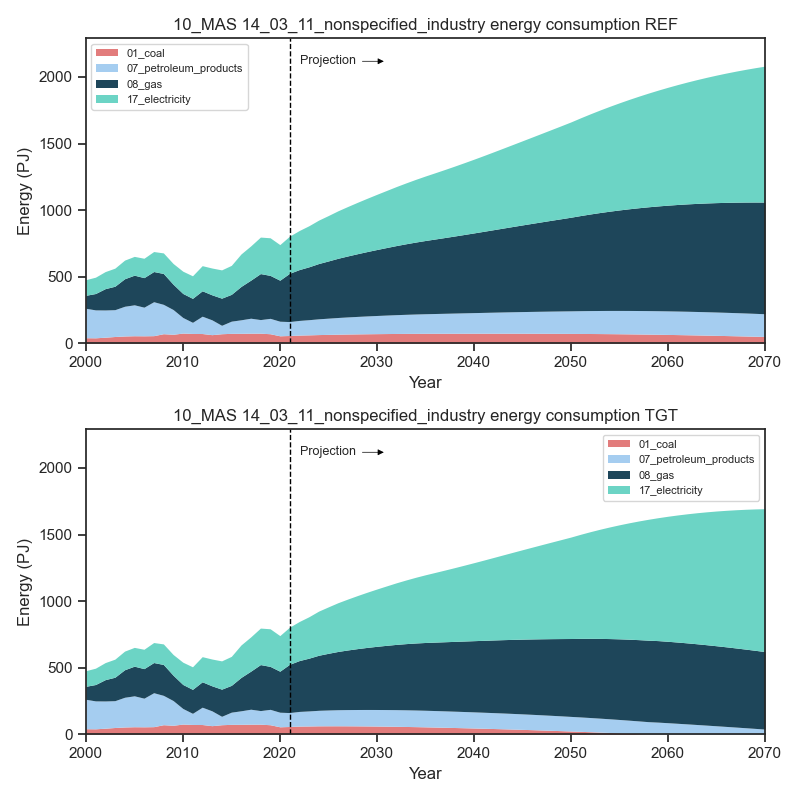 10_MAS 14_03_11_nonspecified_industry energy consumption REF
01_coal
07_petroleum_products
08_gas
17_electricity
Projection
Energy (PJ)
2000
1500
1000
500
0
2000 2010 2020 2030 2040 2050 2060 2070
Year
10_MAS 14_03_11_nonspecified_industry energy consumption TGT
Projection
01_coal
07_petroleum_products
08_gas
17_electricity
Energy (PJ)
2000
1500
1000
500
0
2000 2010 2020 2030 2040 2050 2060 2070
Year